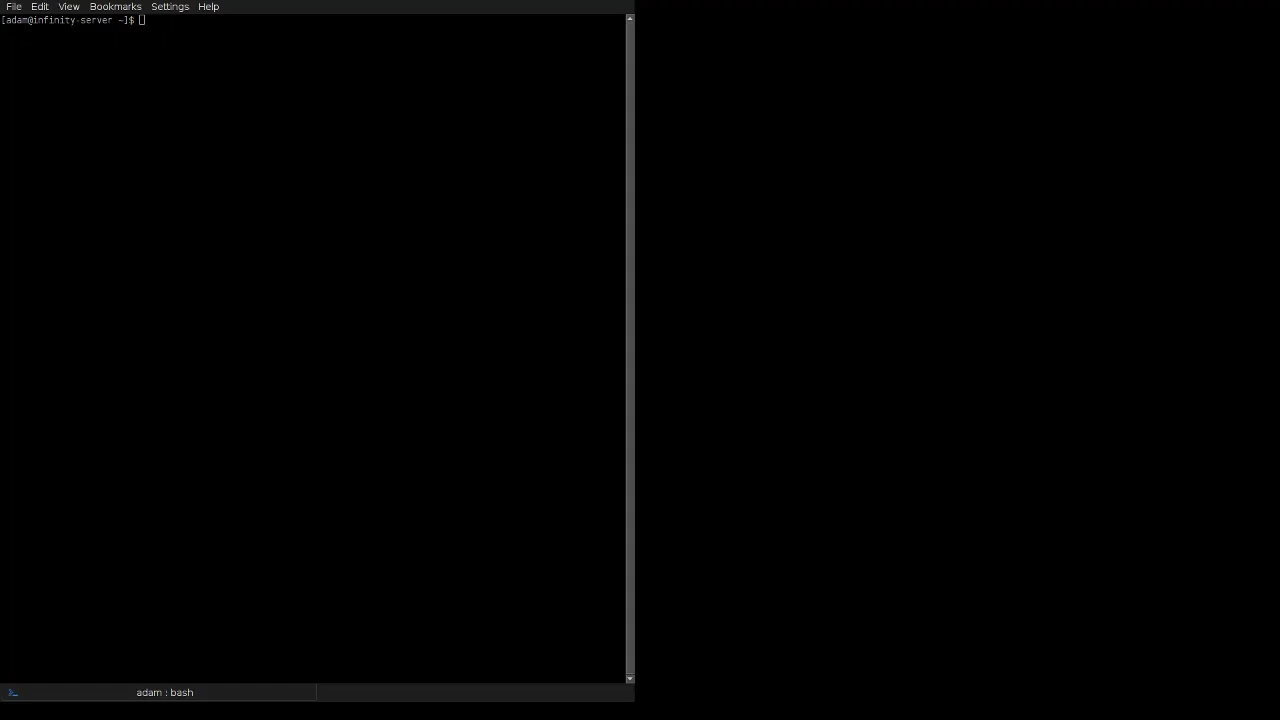 File Edit View Bookmarks Settings Help
[adam@infinity-server ~]$
adam : bash